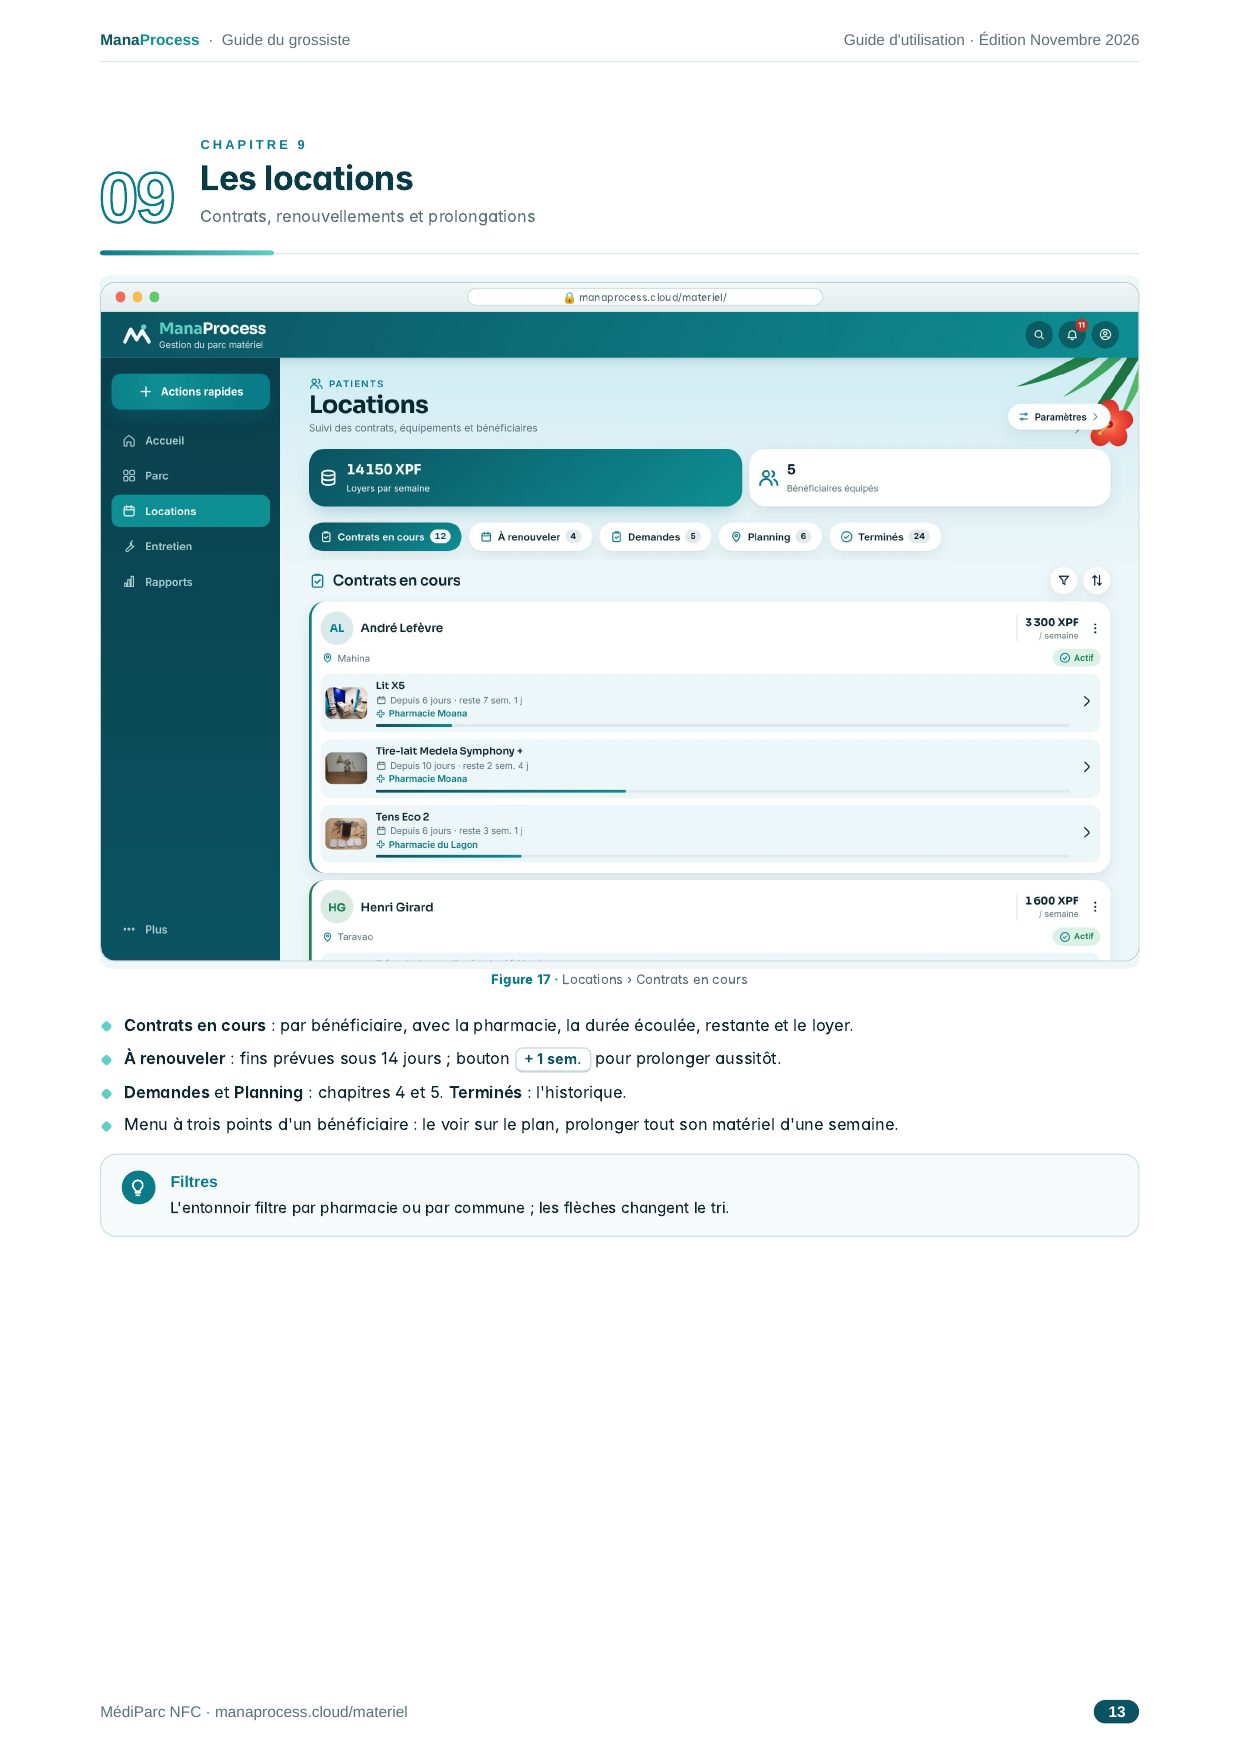 ManaProcess · Guide du grossiste
Guide d'utilisation · Édition Novembre 2026
CHAPITRE 9
09
Les locations
Contrats, renouvellements et prolongations
manaprocess.cloud/materiel/
ManaProcess
Gestion du parc matériel
11
Actions rapides
Accueil
Parc
Locations
Entretien
Rapports
Plus
PATIENTS
Locations
Suivi des contrats, équipements et bénéficiaires
Paramètres
14 150 XPF
Loyers par semaine
5
Bénéficiaires équipés
Contrats en cours 12
À renouveler 4
Demandes 5
Planning 6
Terminés 24
Contrats en cours
AL André Lefèvre
3 300 XPF
/ semaine
Mahina
Actif
Lit X5
Depuis 6 jours · reste 7 sem. 1 j
Pharmacie Moana
Tire-lait Medela Symphony +
Depuis 10 jours · reste 2 sem. 4 j
Pharmacie Moana
Tens Eco 2
Depuis 6 jours · reste 3 sem. 1 j
Pharmacie du Lagon
HG Henri Girard
1 600 XPF
/ semaine
Taravao
Actif
Figure 17 · Locations › Contrats en cours
Contrats en cours : par bénéficiaire, avec la pharmacie, la durée écoulée, restante et le loyer.
À renouveler : fins prévues sous 14 jours ; bouton + 1 sem. pour prolonger aussitôt.
Demandes et Planning : chapitres 4 et 5. Terminés : l'historique.
Menu à trois points d'un bénéficiaire : le voir sur le plan, prolonger tout son matériel d'une semaine.
Filtres
L'entonnoir filtre par pharmacie ou par commune ; les flèches changent le tri.
MédiParc NFC · manaprocess.cloud/materiel
13